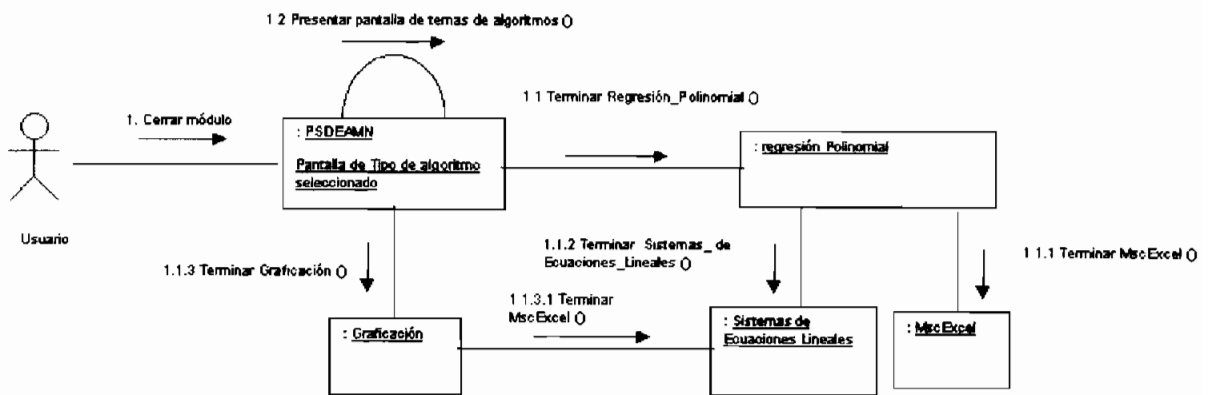 1.2 Presentar pantalla de temas de algoritmos ()
1.1 Terminar Regresión_Polinomial ()
1. Cerrar módulo
: PSDEAMN
Pantalla de Tipo de algoritmo
seleccionado
: regresión Polinomial
Usuario
1.1.3 Terminar Graficación ()
1.1.2 Terminar Sistemas_ de
Ecuaciones_Lineales ()
1.1.1 Terminar MscExcel ()
1.1.3.1 Terminar
MscExcel ()
: Graficación
: Sistemas de
Ecuaciones Lineales
: MscExcel